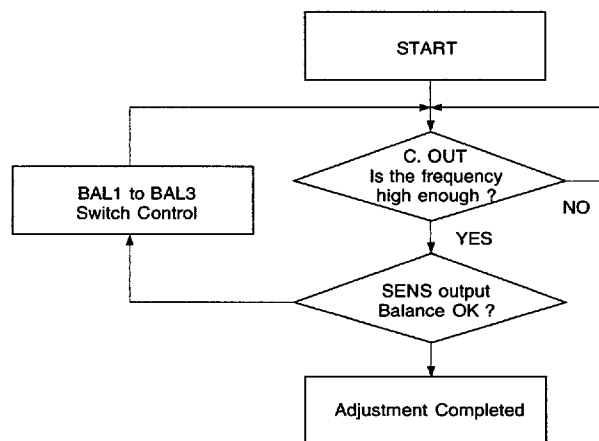 START
C. OUT
Is the frequency
high enough ?
NO
BAL1 to BAL3
Switch Control
YES
SENS output
Balance OK ?
Adjustment Completed